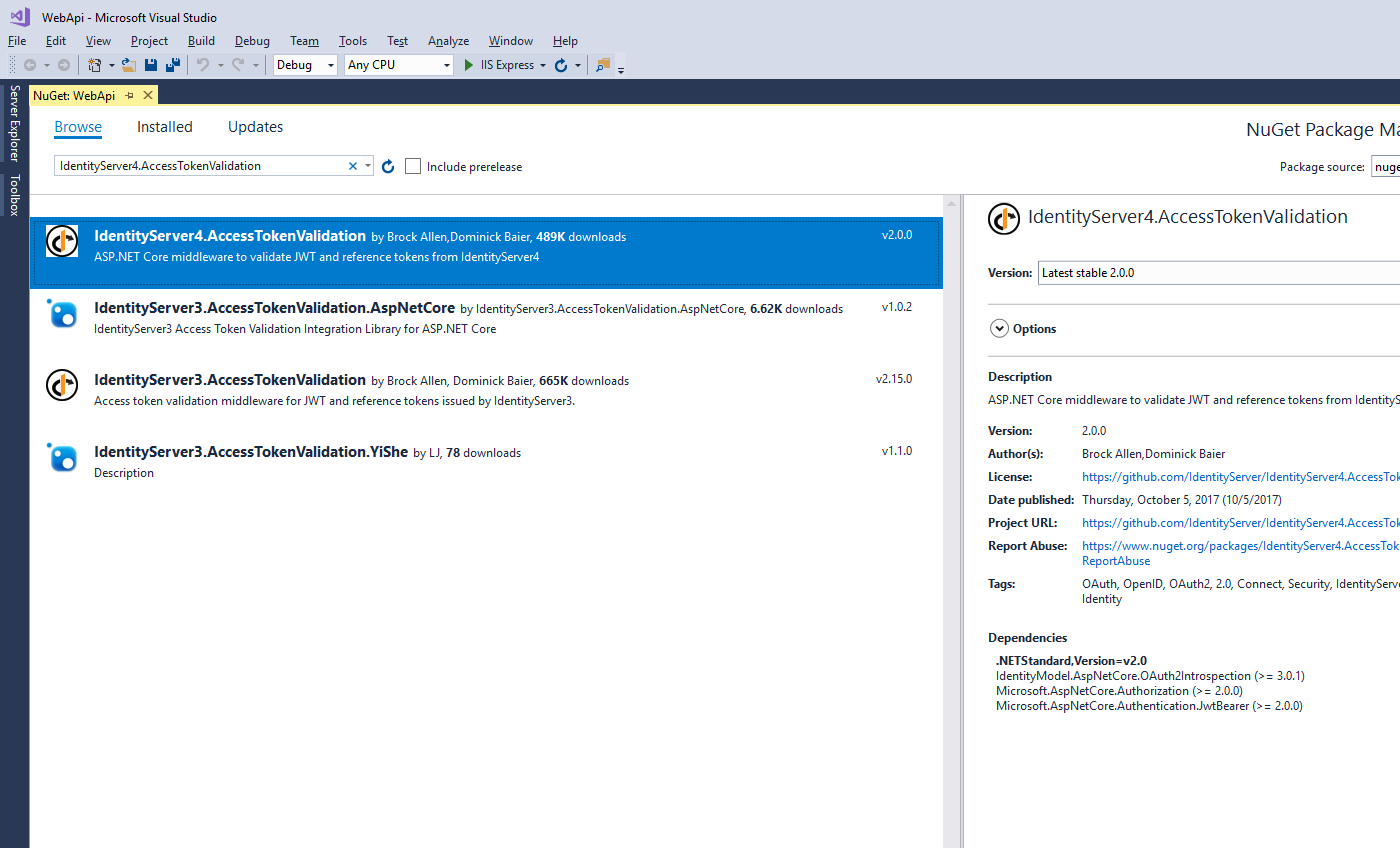 WebApi - Microsoft Visual Studio
File Edit View Project Build Debug Team Tools Test Analyze Window Help
Debug Any CPU IIS Express
Server Explorer
Toolbox
NuGet: WebApi
Browse Installed Updates
NuGet Package Ma
IdentityServer4.AccessTokenValidation
Include prerelease
Package source: nuge
IdentityServer4.AccessTokenValidation by Brock Allen,Dominick Baier, 489K downloads v2.0.0
ASP.NET Core middleware to validate JWT and reference tokens from IdentityServer4
IdentityServer3.AccessTokenValidation.AspNetCore by IdentityServer3.AccessTokenValidation.AspNetCore, 6.62K downloads v1.0.2
IdentityServer3 Access Token Validation Integration Library for ASP.NET Core
IdentityServer3.AccessTokenValidation by Brock Allen, Dominick Baier, 665K downloads v2.15.0
Access token validation middleware for JWT and reference tokens issued by IdentityServer3.
IdentityServer3.AccessTokenValidation.YiShe by LJ, 78 downloads v1.1.0
Description
IdentityServer4.AccessTokenValidation
Version: Latest stable 2.0.0
Options
Description
ASP.NET Core middleware to validate JWT and reference tokens from IdentityS
Version: 2.0.0
Author(s): Brock Allen,Dominick Baier
License: https://github.com/IdentityServer/IdentityServer4.AccessTok
Date published: Thursday, October 5, 2017 (10/5/2017)
Project URL: https://github.com/IdentityServer/IdentityServer4.AccessTok
Report Abuse: https://www.nuget.org/packages/IdentityServer4.AccessTok
ReportAbuse
Tags: OAuth, OpenID, OAuth2, 2.0, Connect, Security, IdentityServe
Identity
Dependencies
.NETStandard,Version=v2.0
IdentityModel.AspNetCore.OAuth2Introspection (>= 3.0.1)
Microsoft.AspNetCore.Authorization (>= 2.0.0)
Microsoft.AspNetCore.Authentication.JwtBearer (>= 2.0.0)